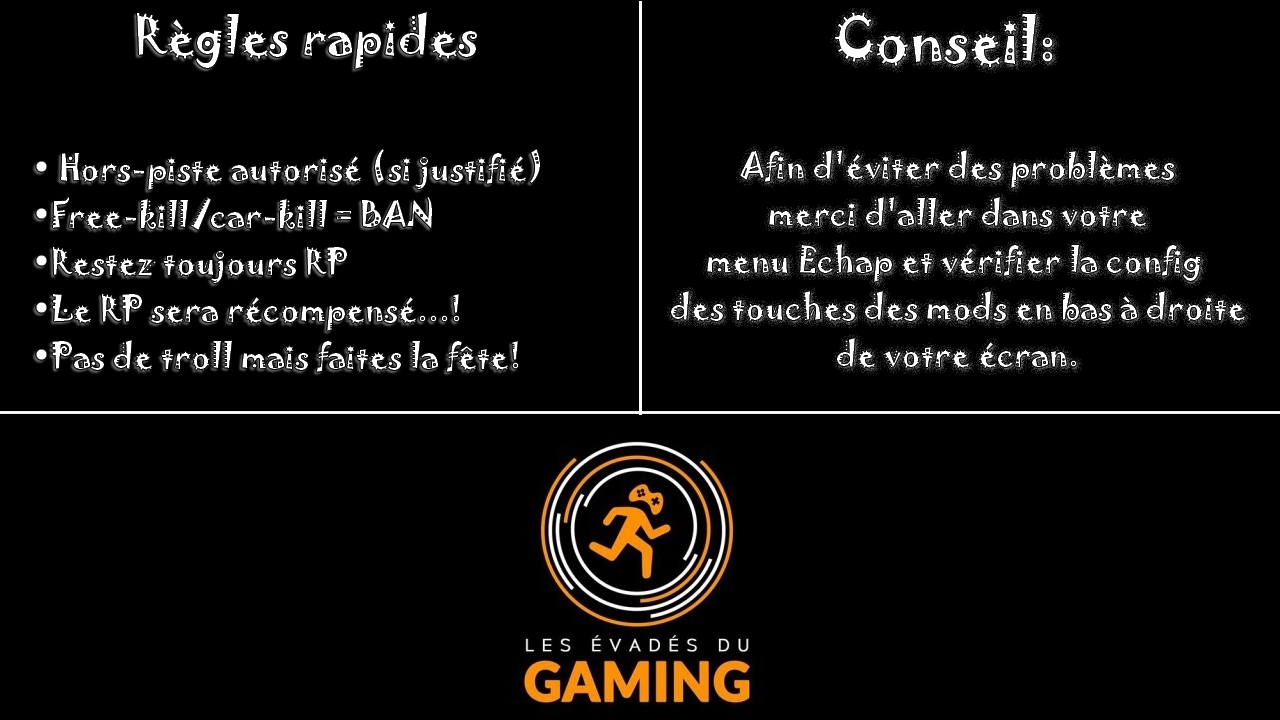 Règles rapides
• Hors-piste autorisé (si justifié)
•Free-kill/car-kill = BAN
•Restez toujours RP
•Le RP sera récompensé...!
•Pas de troll mais faites la fête!
Conseil:
Afin d'éviter des problèmes
merci d'aller dans votre
menu Echap et vérifier la config
des touches des mods en bas à droite
de votre écran.
LES ÉVADÉS DU
GAMING